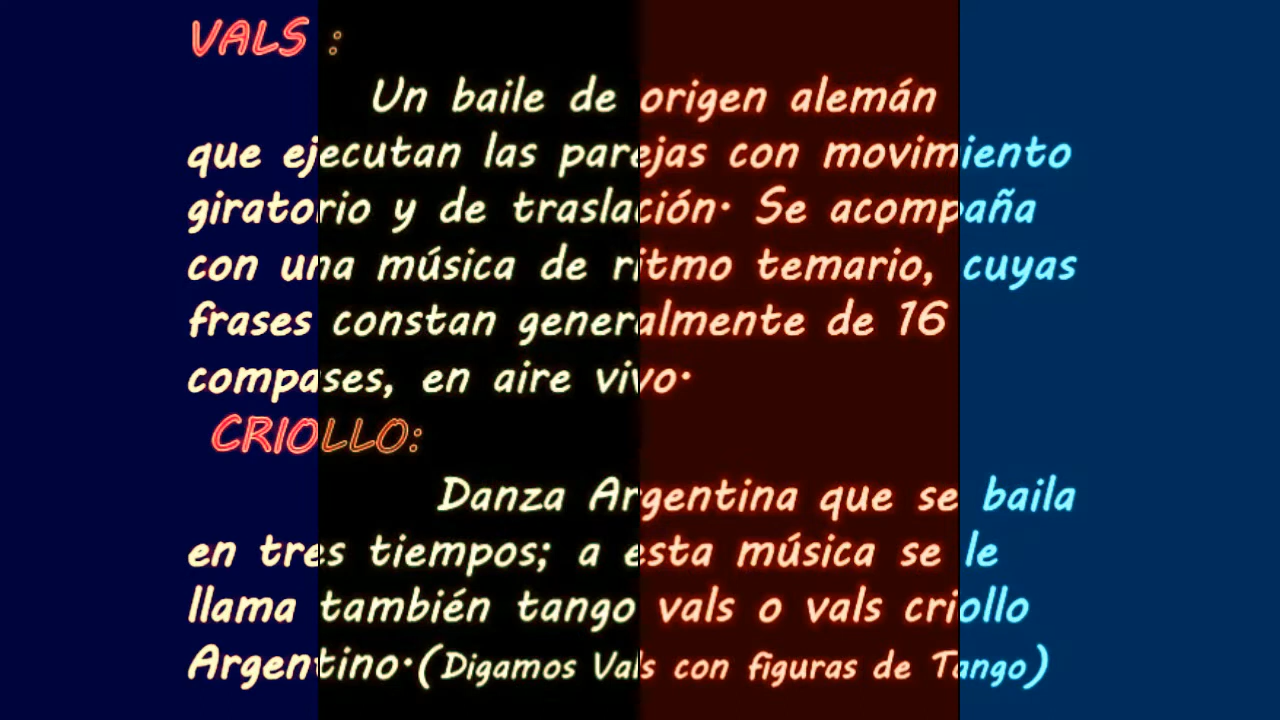 VALS :
Un baile de origen alemán
que ejecutan las parejas con movimiento
giratorio y de traslación. Se acompaña
con una música de ritmo temario, cuyas
frases constan generalmente de 16
compases, en aire vivo.
CRIOLLO:
Danza Argentina que se baila
en tres tiempos; a esta música se le
llama también tango vals o vals criollo
Argentino.(Digamos Vals con figuras de Tango)